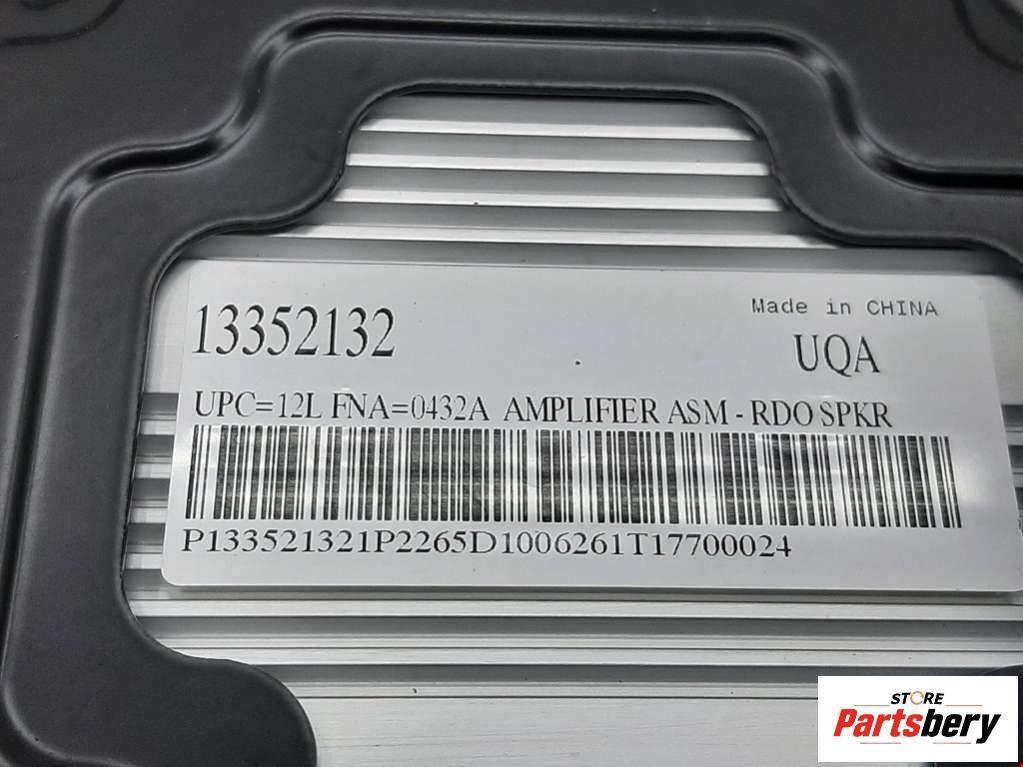 13352132
Made in CHINA
UQA
UPC=12L FNA=0432A AMPLIFIER ASM - RDO SPKR
P133521321P2265D1006261T17700024
STORE
Partsbery